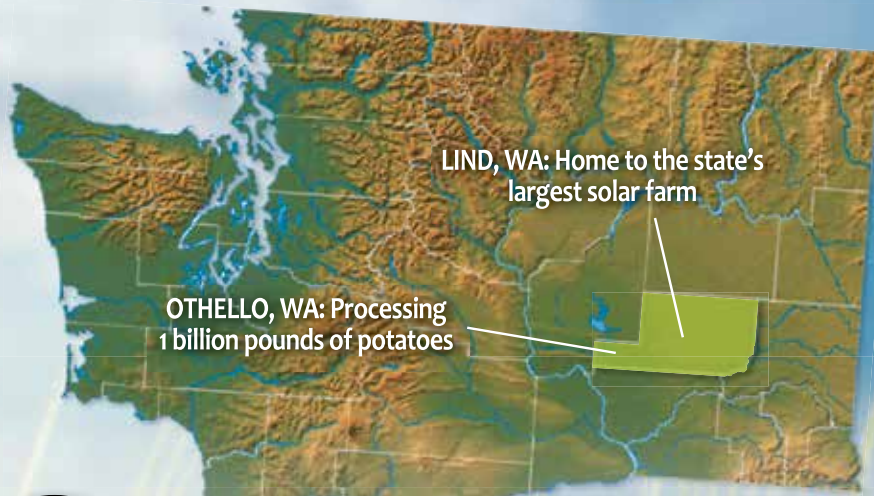 LIND, WA: Home to the state’s
largest solar farm
OTHELLO, WA: Processing
1 billion pounds of potatoes